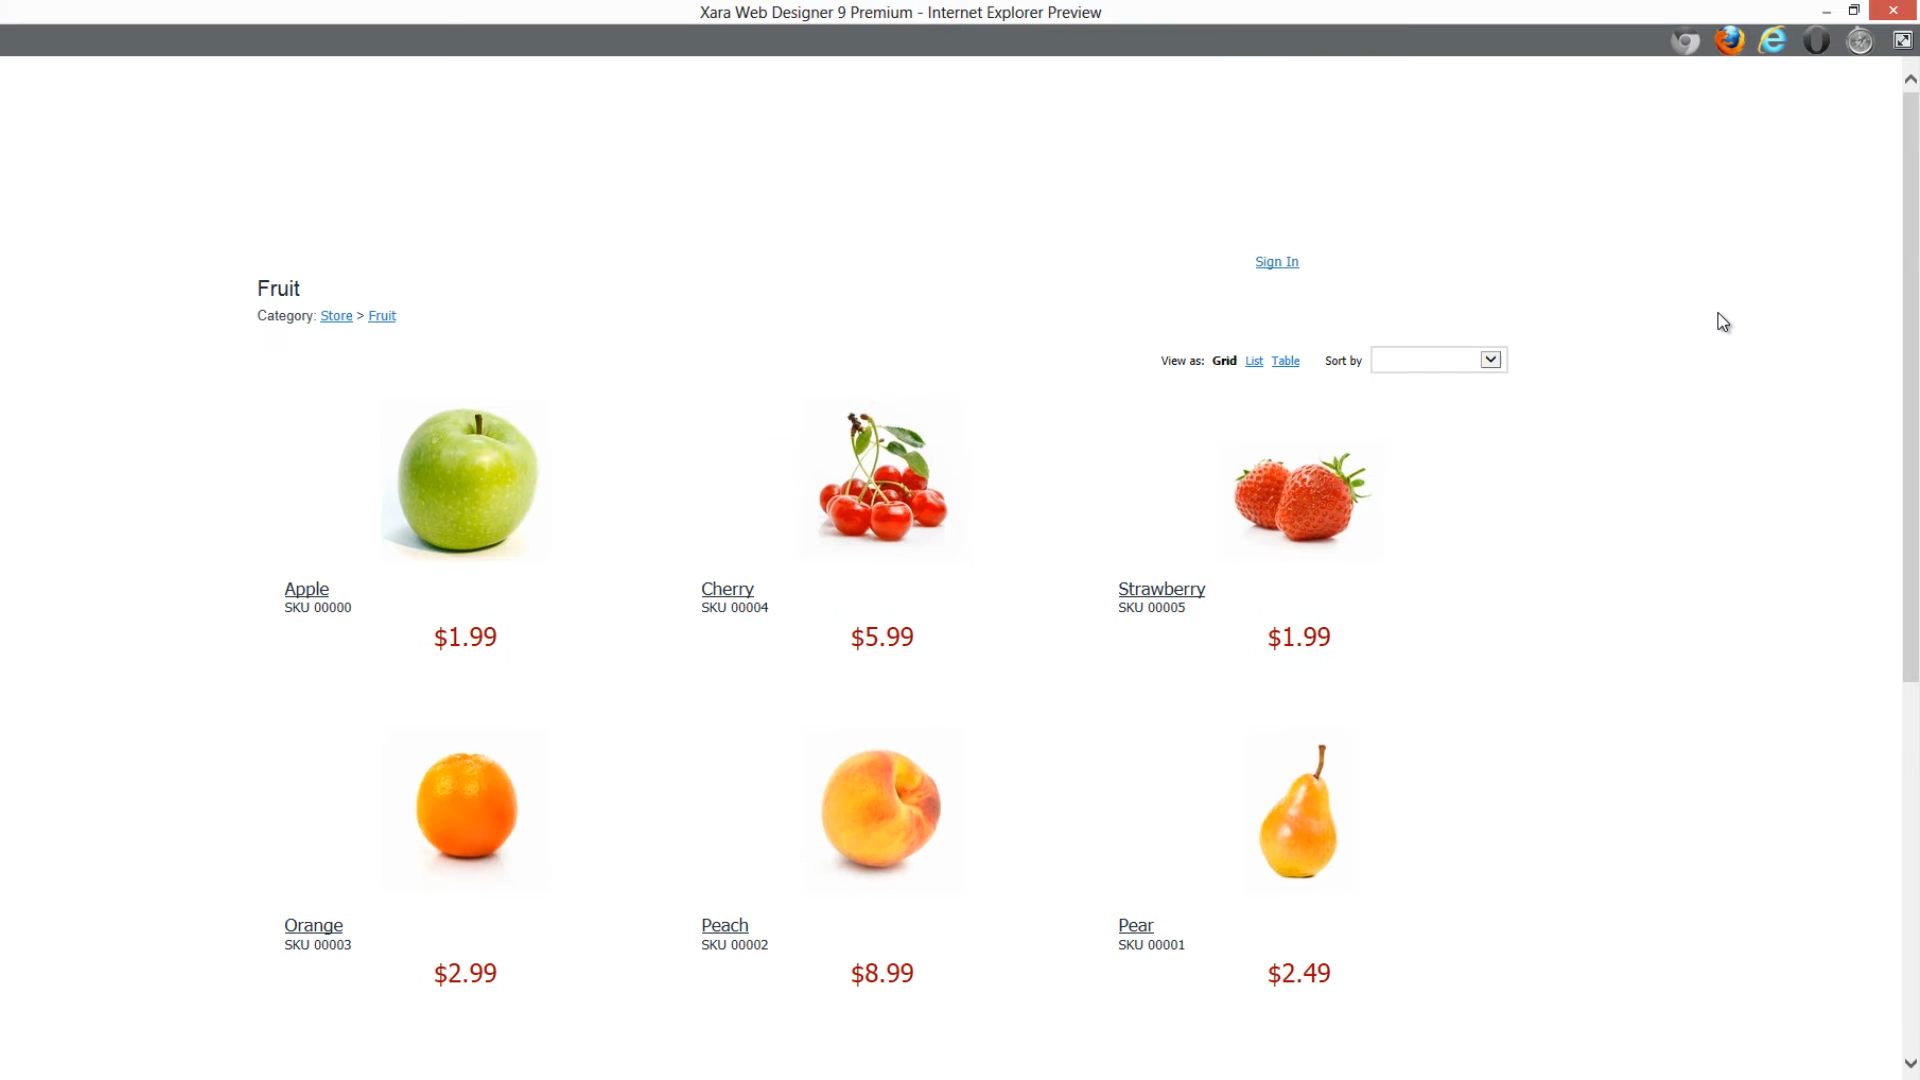 Xara Web Designer 9 Premium - Internet Explorer Preview
Sign In
Fruit
Category: Store > Fruit
View as: Grid List Table Sort by
Apple Cherry Strawberry
SKU 00000 SKU 00004 SKU 00005
$1.99 $5.99 $1.99
Orange Peach Pear
SKU 00003 SKU 00002 SKU 00001
$2.99 $8.99 $2.49